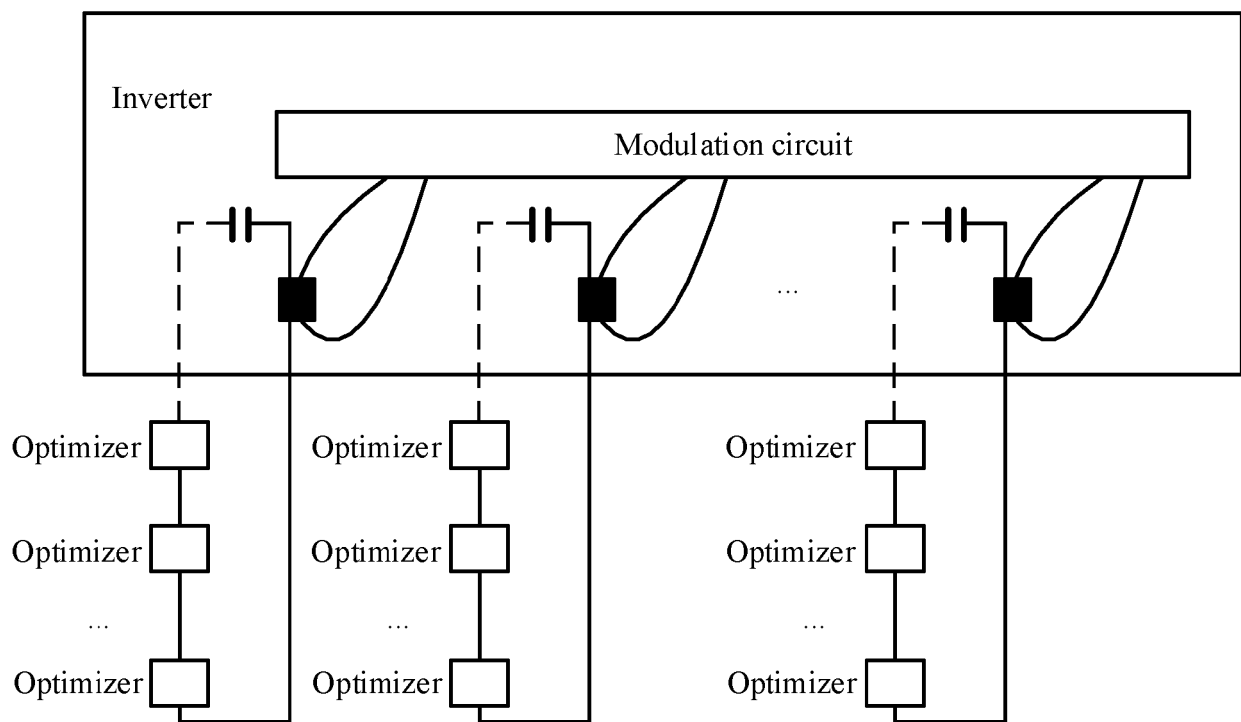 Inverter
Modulation circuit
...
Optimizer Optimizer Optimizer
Optimizer Optimizer Optimizer
... ... ...
Optimizer Optimizer Optimizer